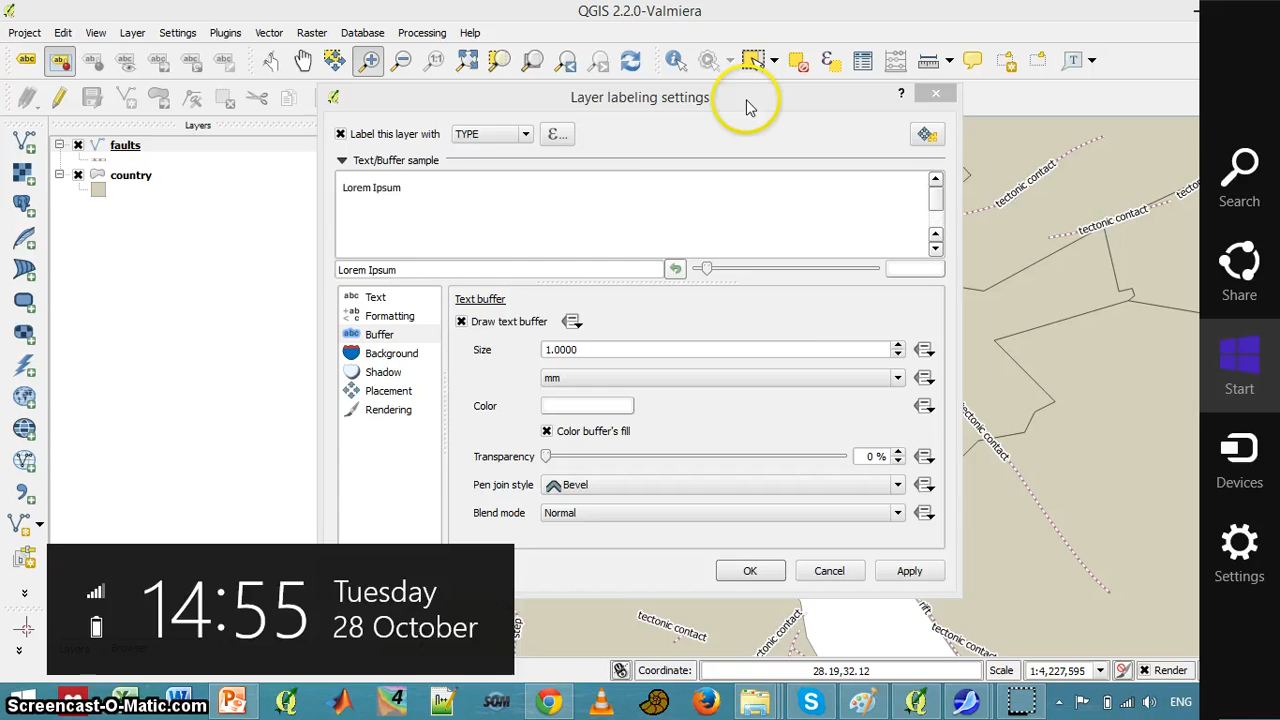 QGIS 2.2.0-Valmiera
Project Edit View Layer Settings Plugins Vector Raster Database Processing Help
Layers
faults
country
Layer labeling settings
?
Label this layer with TYPE ε...
Text/Buffer sample
Lorem Ipsum
Lorem Ipsum
Text
Formatting
Buffer
Background
Shadow
Placement
Rendering
Text buffer
Draw text buffer
Size 1.0000
mm
Color
Color buffer's fill
Transparency 0 %
Pen join style Bevel
Blend mode Normal
OK Cancel Apply
tectonic contact
tectonic contact
tectonic contact
tectonic contact
Search
Share
Start
Devices
Settings
14:55
Tuesday
28 October
Coordinate: 28.19,32.12 Scale 1:4,227,595 Render
Screencast-O-Matic.com
ENG